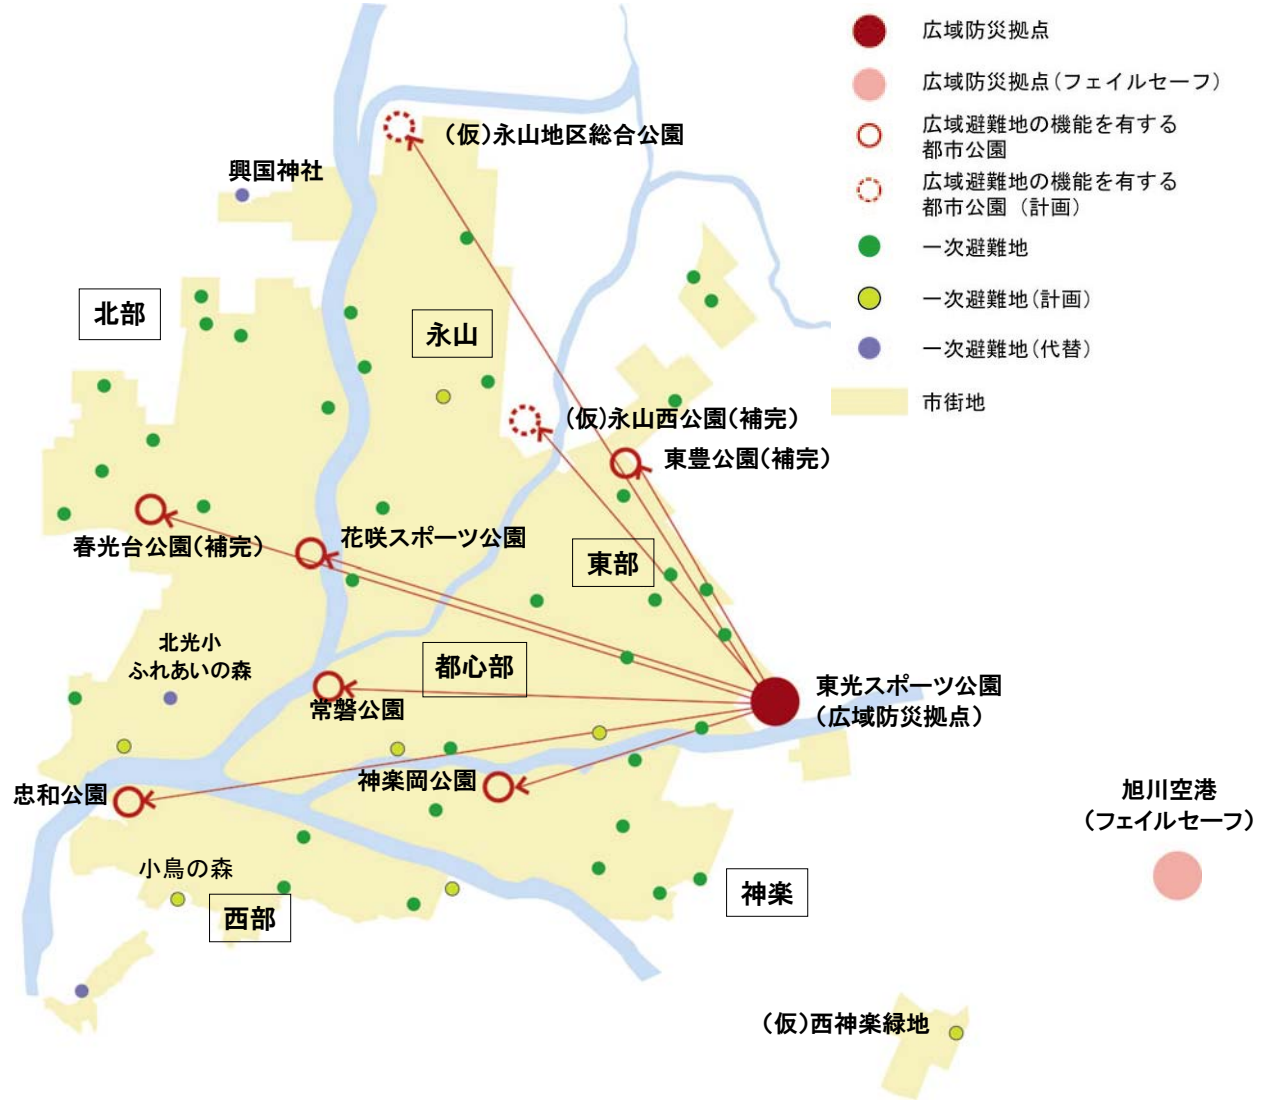 広域防災拠点
広域防災拠点(フェイルセーフ)
広域避難地の機能を有する
都市公園
広域避難地の機能を有する
都市公園（計画）
一次避難地
一次避難地(計画)
一次避難地(代替)
市街地
(仮)永山地区総合公園
興国神社
北部
永山
(仮)永山西公園(補完)
東豊公園(補完)
春光台公園(補完)
花咲スポーツ公園
東部
北光小
ふれあいの森
都心部
常磐公園
東光スポーツ公園
(広域防災拠点)
忠和公園
神楽岡公園
旭川空港
(フェイルセーフ)
小鳥の森
西部
神楽
(仮)西神楽緑地